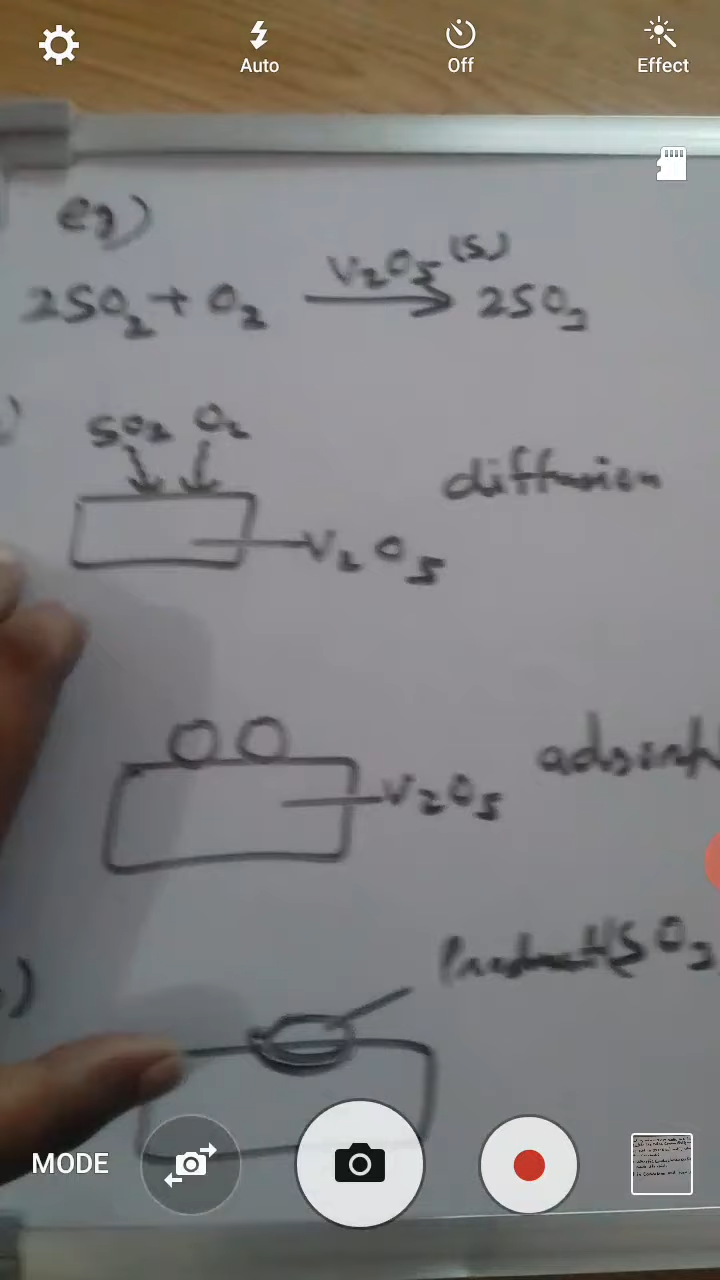 Auto
Off
Effect
eg)
V₂O₅ (s)
2SO₂ + O₂ → 2SO₃
SO₂ O₂
diffusion
V₂O₅
V₂O₅
Product (SO₃
MODE